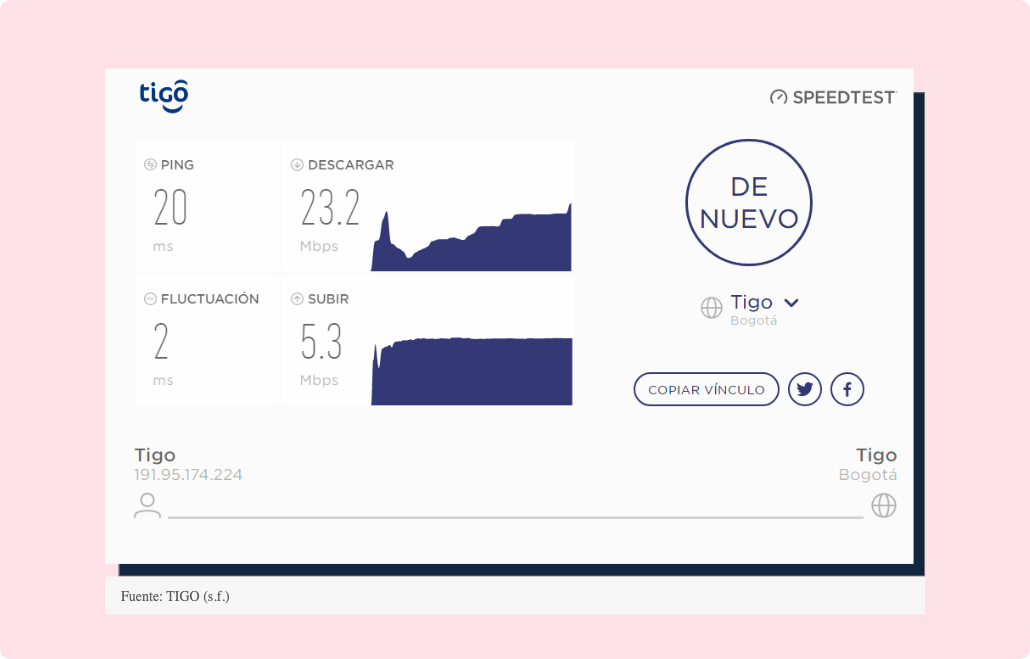 tigo
SPEEDTEST
PING
20
ms
DESCARGAR
23.2
Mbps
FLUCTUACIÓN
2
ms
SUBIR
5.3
Mbps
DE
NUEVO
Tigo
Bogotá
COPIAR VÍNCULO
Tigo
191.95.174.224
Tigo
Bogotá
Fuente: TIGO (s.f.)